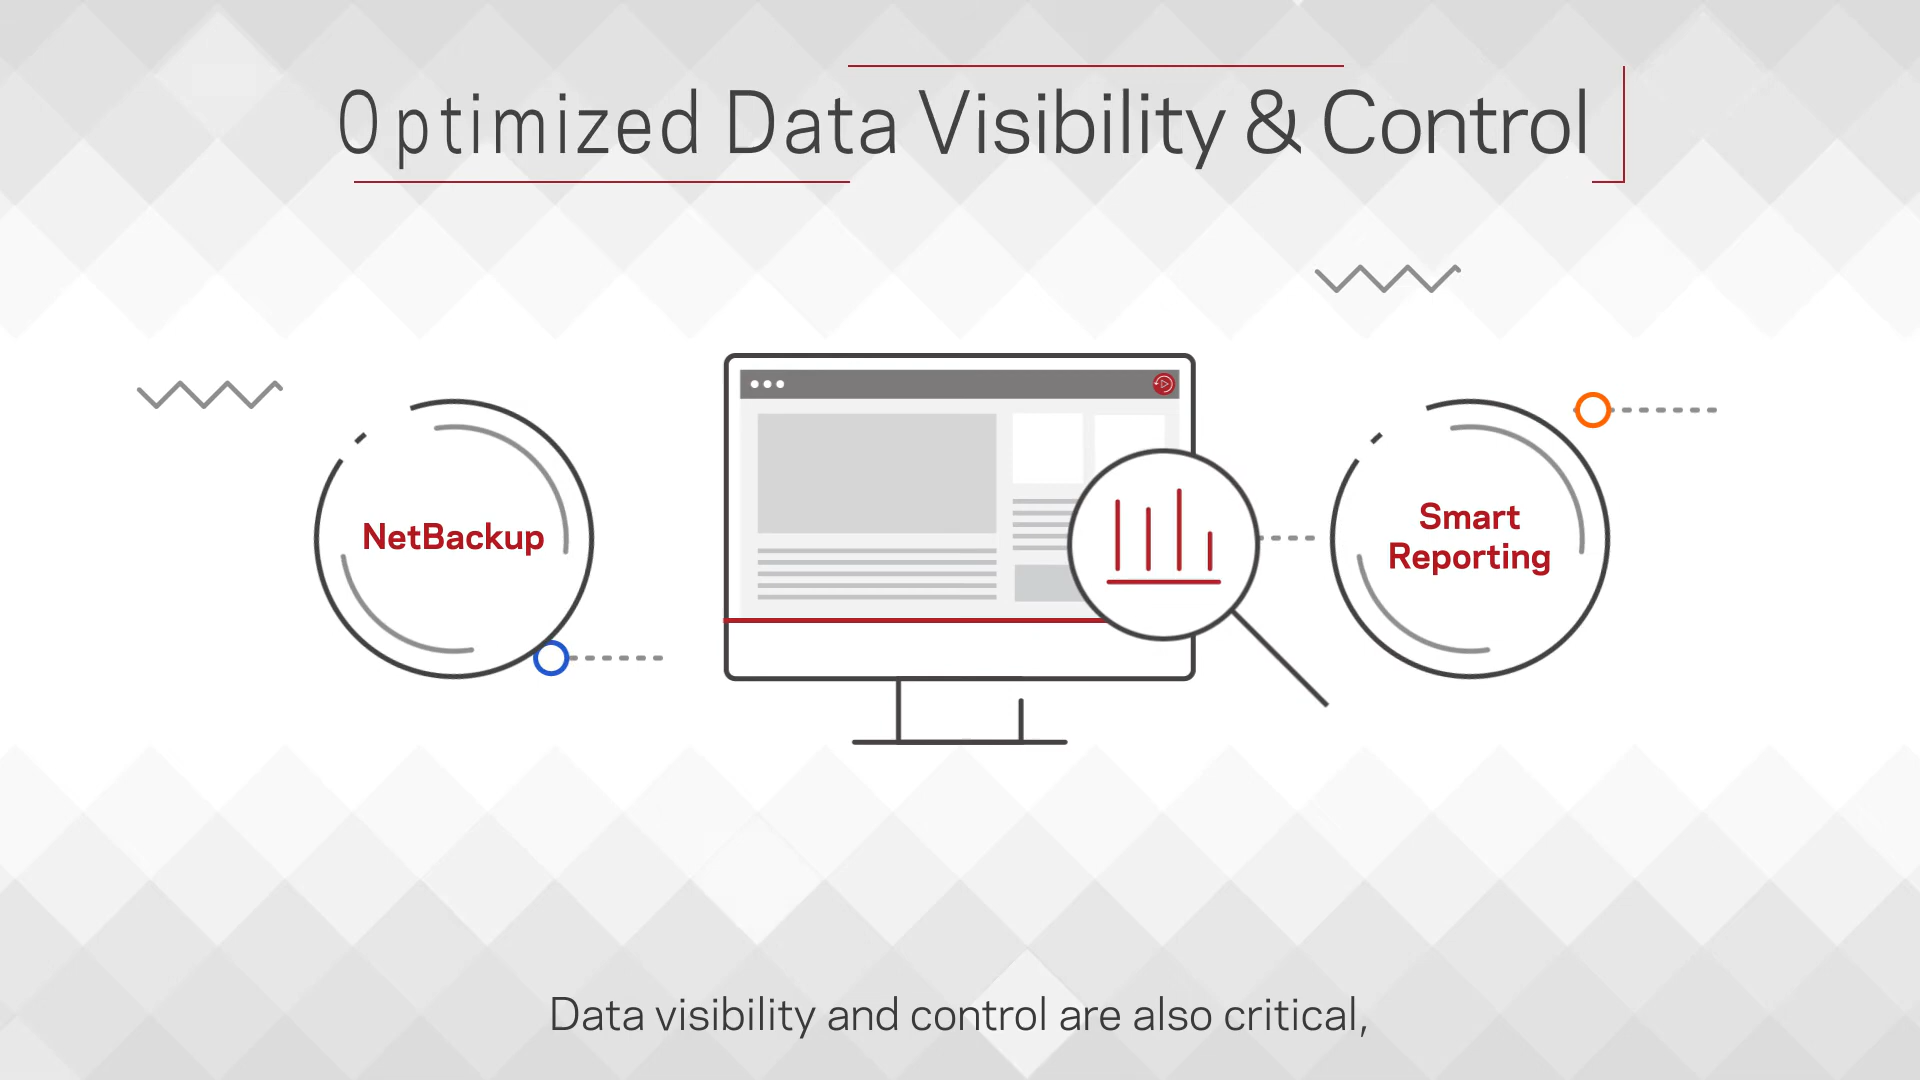 Optimized Data Visibility & Control
NetBackup
Smart
Reporting
Data visibility and control are also critical,